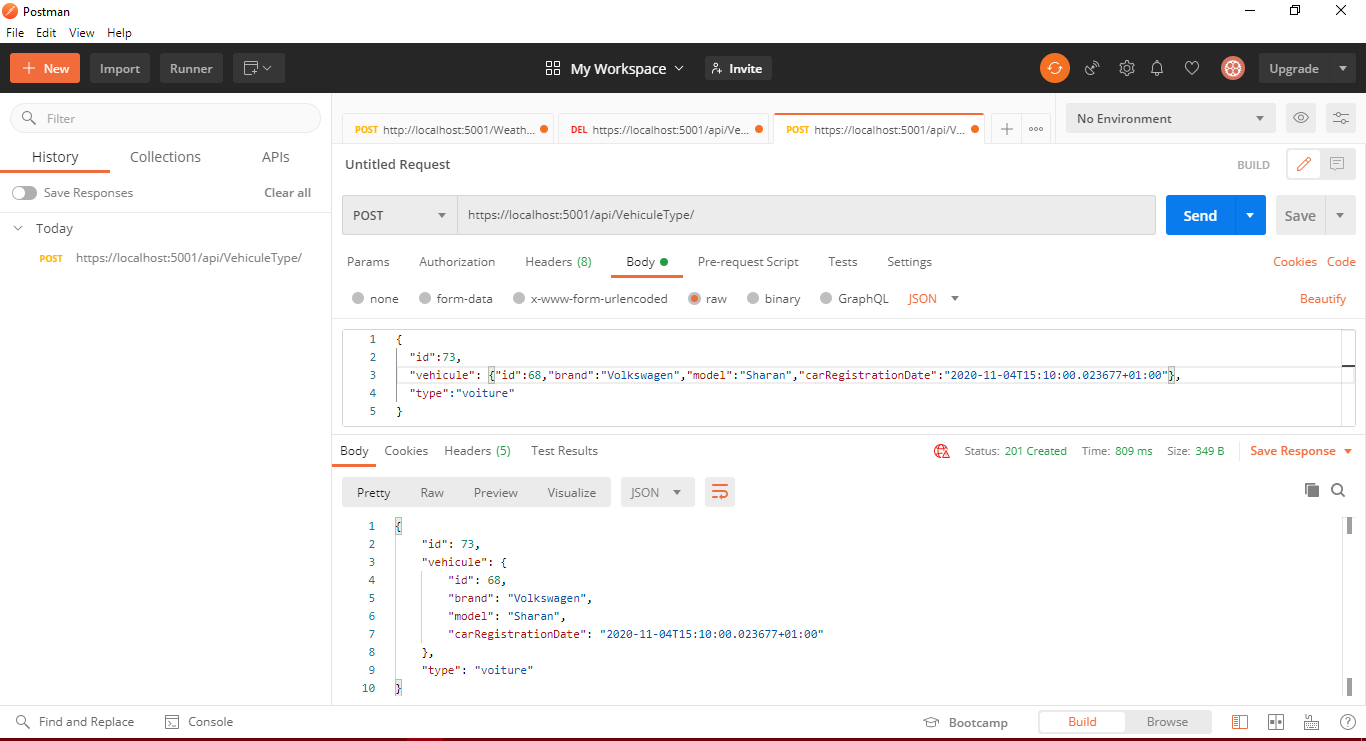 Postman
File Edit View Help
New Import Runner My Workspace Invite Upgrade
Filter
History Collections APIs
Save Responses Clear all
Today
POST https://localhost:5001/api/VehiculeType/
POST http://localhost:5001/Weath... DEL https://localhost:5001/api/Ve... POST https://localhost:5001/api/V... No Environment
Untitled Request BUILD
POST https://localhost:5001/api/VehiculeType/ Send Save
Params Authorization Headers (8) Body Pre-request Script Tests Settings Cookies Code
none form-data x-www-form-urlencoded raw binary GraphQL JSON Beautify
1 {
2 "id":73,
3 "vehicule": {"id":68,"brand":"Volkswagen","model":"Sharan","carRegistrationDate":"2020-11-04T15:10:00.023677+01:00"},
4 "type":"voiture"
5 }
Body Cookies Headers (5) Test Results Status: 201 Created Time: 809 ms Size: 349 B Save Response
Pretty Raw Preview Visualize JSON
1 {
2 "id": 73,
3 "vehicule": {
4 "id": 68,
5 "brand": "Volkswagen",
6 "model": "Sharan",
7 "carRegistrationDate": "2020-11-04T15:10:00.023677+01:00"
8 },
9 "type": "voiture"
10 }
Find and Replace Console Bootcamp Build Browse